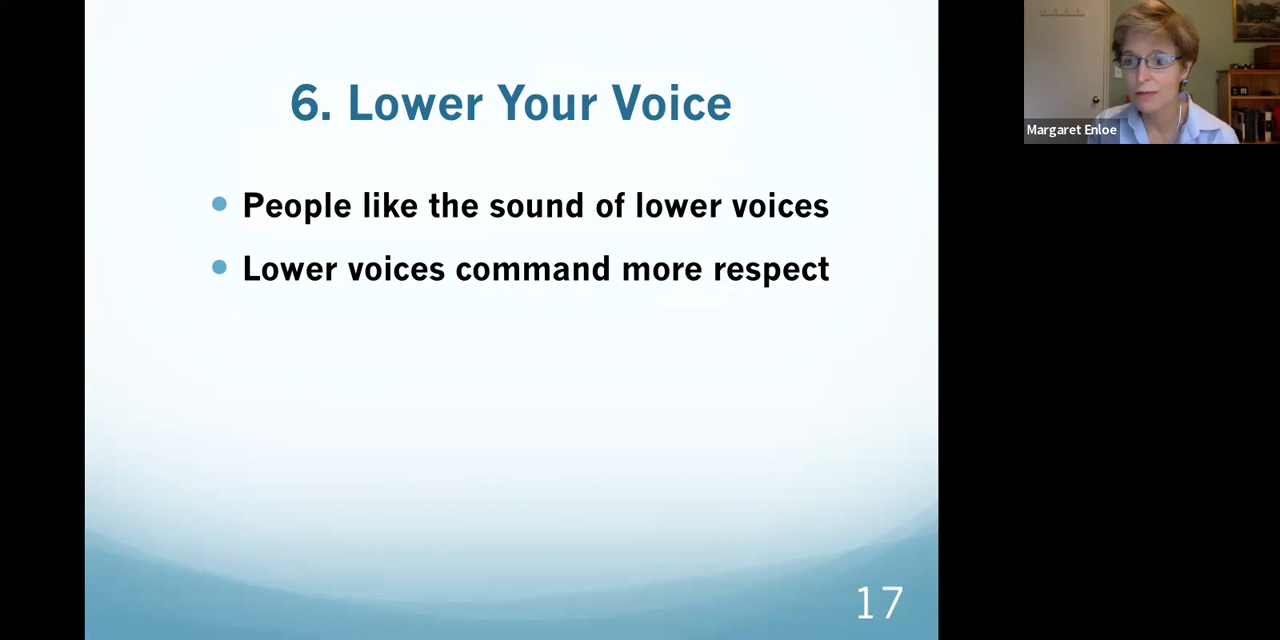 6. Lower Your Voice
Margaret Enloe
People like the sound of lower voices
Lower voices command more respect
17